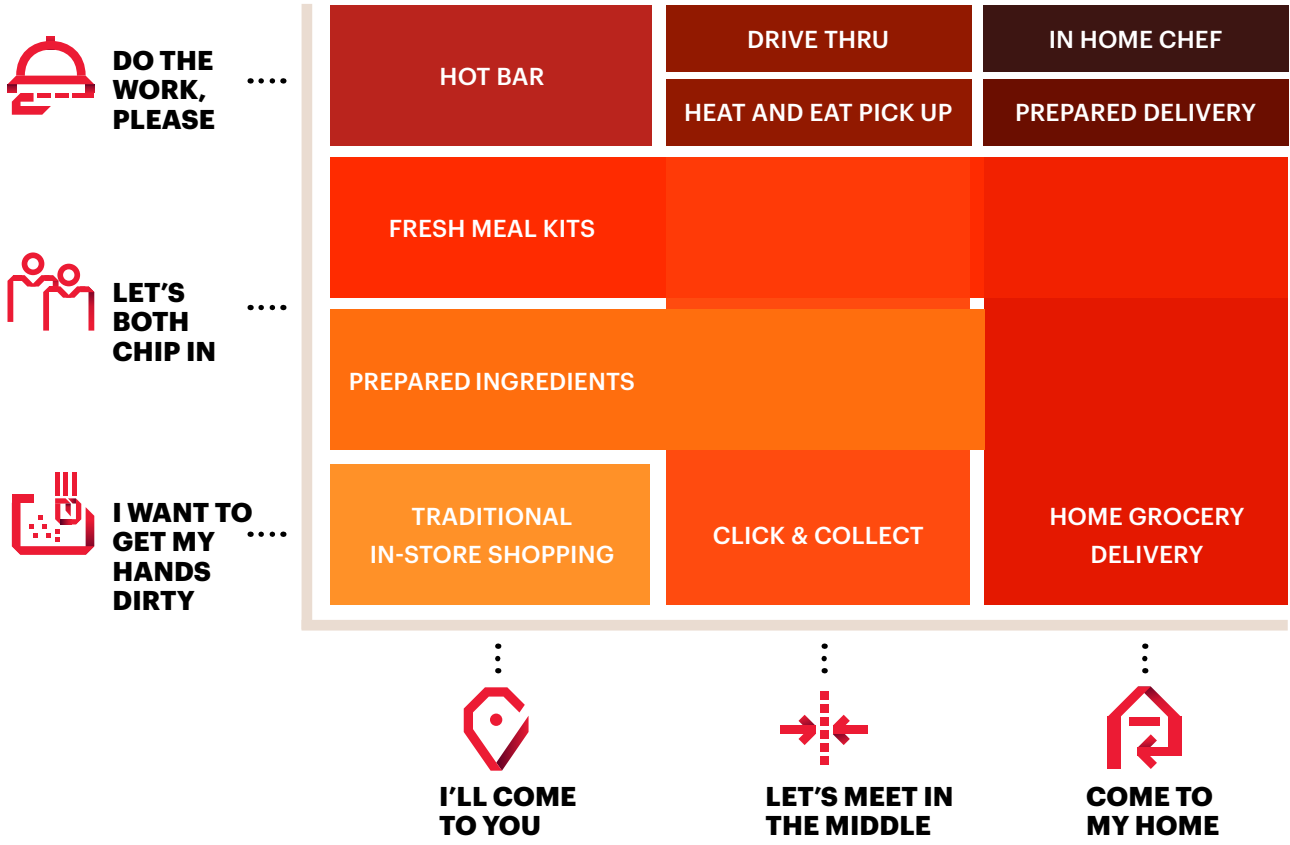 DO THE
WORK,
PLEASE
HOT BAR
DRIVE THRU
IN HOME CHEF
HEAT AND EAT PICK UP
PREPARED DELIVERY
LET'S
BOTH
CHIP IN
FRESH MEAL KITS
PREPARED INGREDIENTS
I WANT TO
GET MY
HANDS
DIRTY
TRADITIONAL
IN-STORE SHOPPING
CLICK & COLLECT
HOME GROCERY
DELIVERY
I'LL COME
TO YOU
LET'S MEET IN
THE MIDDLE
COME TO
MY HOME